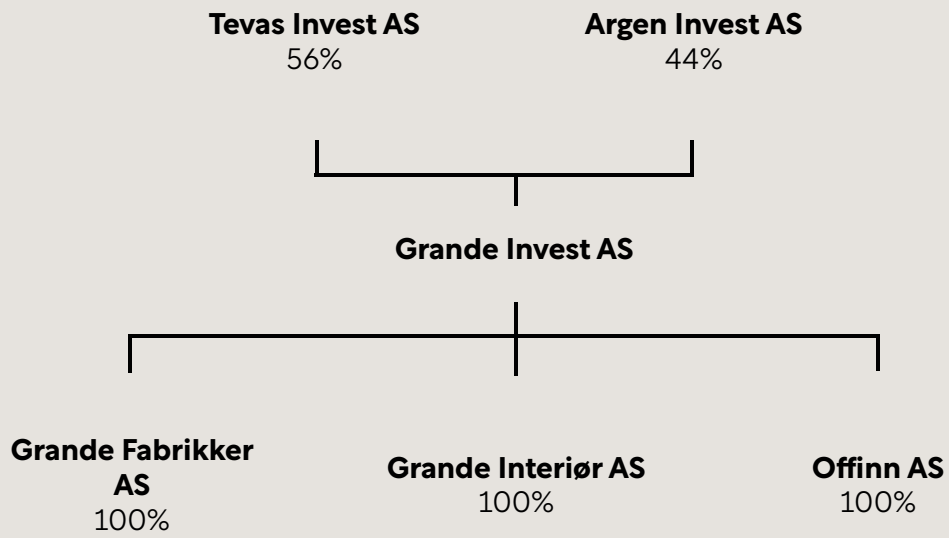 Tevas Invest AS
56%
Argen Invest AS
44%
Grande Invest AS
Grande Fabrikker
AS
100%
Grande Interiør AS
100%
Offinn AS
100%